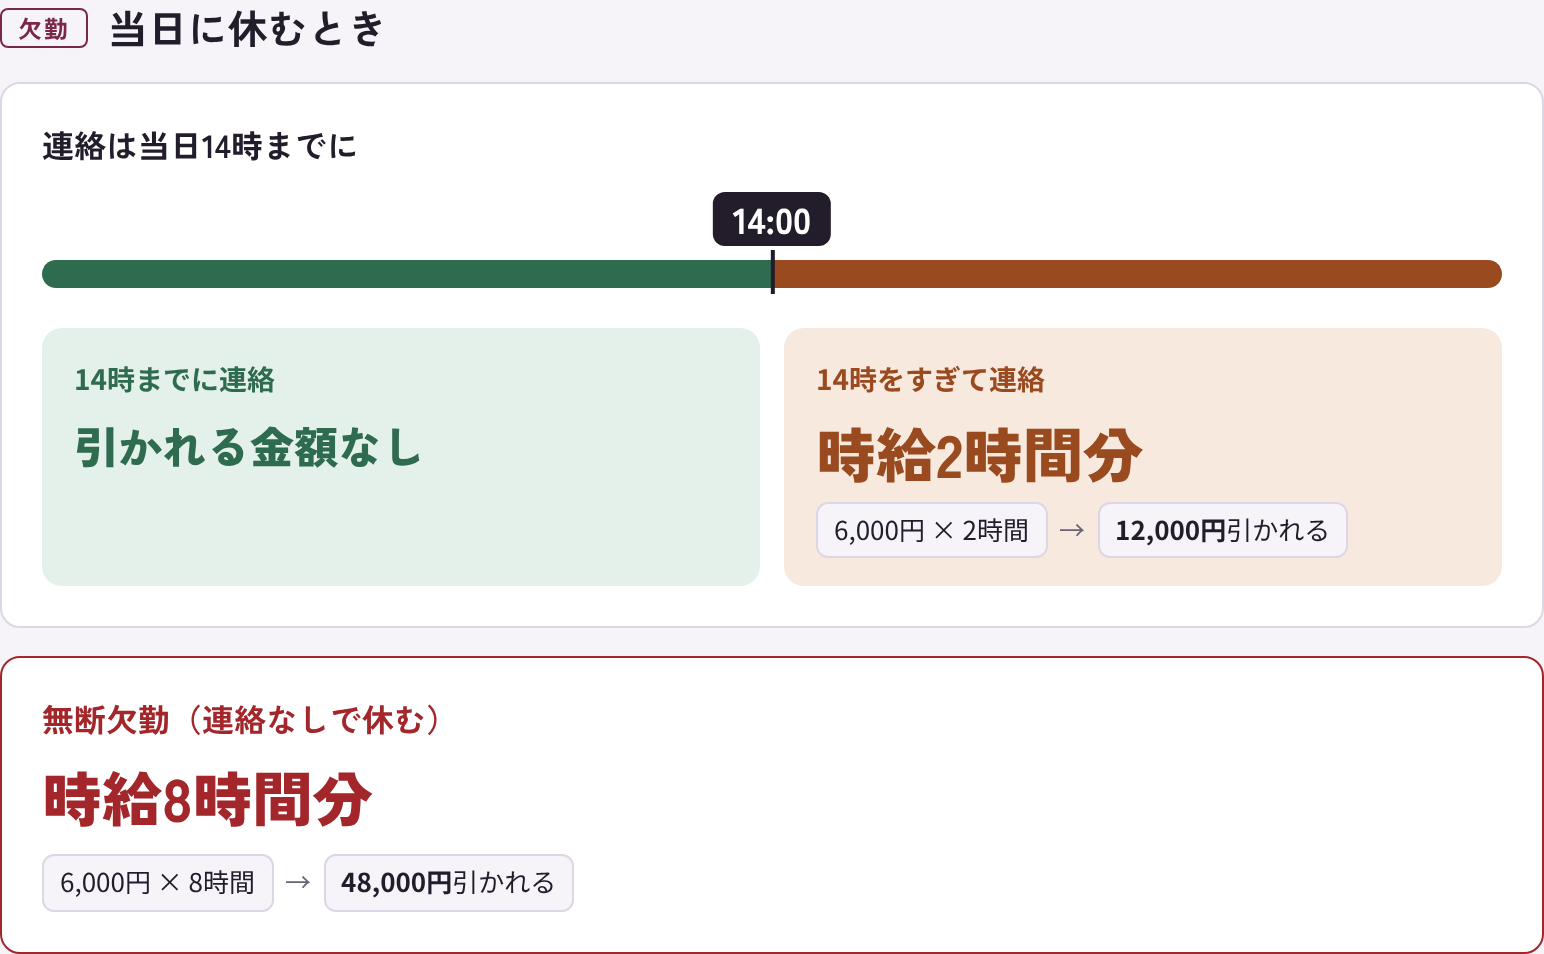 欠勤 当日に休むとき
連絡は当日14時までに
14:00
14時までに連絡
引かれる金額なし
14時をすぎて連絡
時給2時間分
6,000円 × 2時間 → 12,000円引かれる
無断欠勤（連絡なしで休む）
時給8時間分
6,000円 × 8時間 → 48,000円引かれる